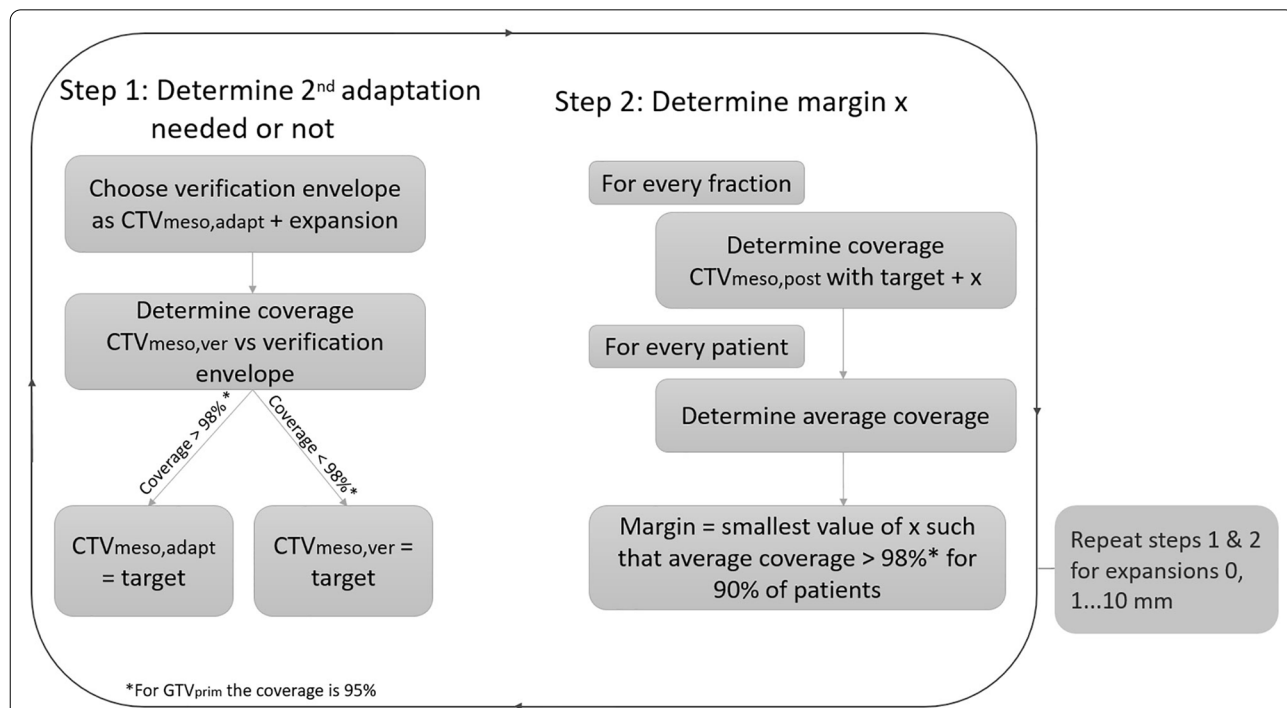 Step 1: Determine 2nd adaptation
needed or not
Choose verification envelope
as CTVmeso,adapt + expansion
Determine coverage
CTVmeso,ver vs verification
envelope
Coverage > 98%*
Coverage < 98%*
CTVmeso,adapt
= target
CTVmeso,ver =
target
*For GTVprim the coverage is 95%
Step 2: Determine margin x
For every fraction
Determine coverage
CTVmeso,post with target + x
For every patient
Determine average coverage
Margin = smallest value of x such
that average coverage > 98%* for
90% of patients
Repeat steps 1 & 2
for expansions 0,
1...10 mm